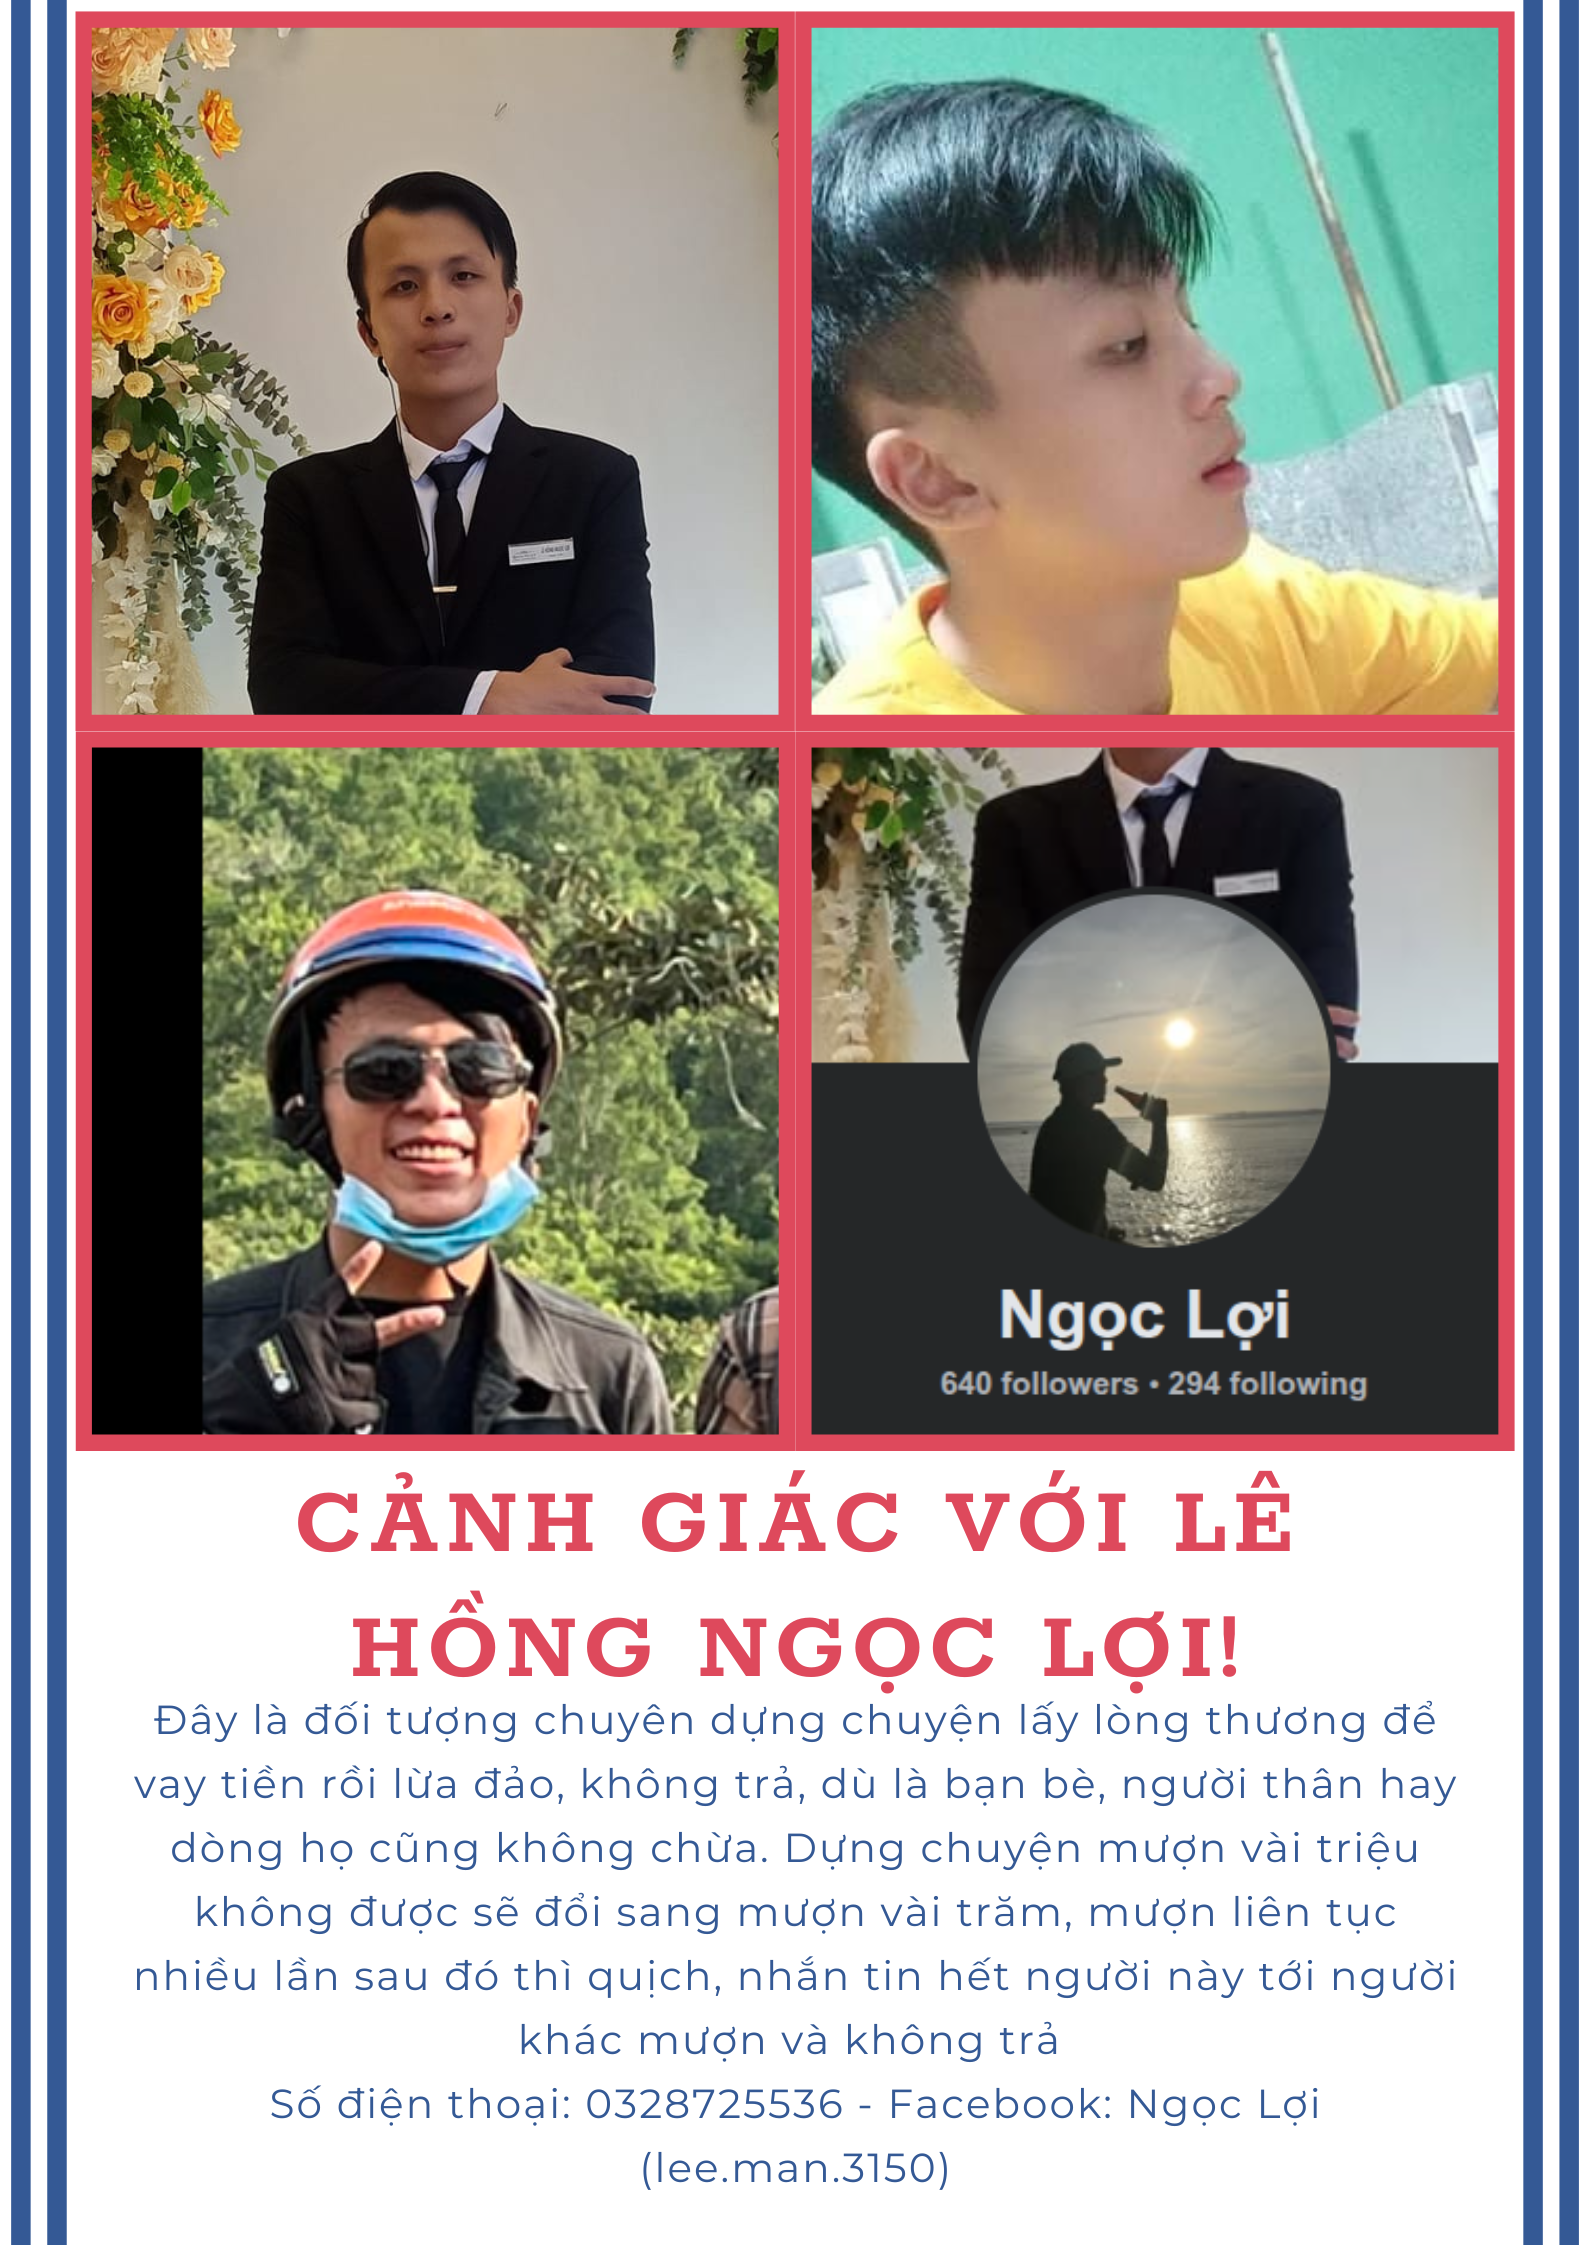 Ngọc Lợi
640 followers • 294 following
CẢNH GIÁC VỚI LÊ
HỒNG NGỌC LỢI!
Đây là đối tượng chuyên dựng chuyện lấy lòng thương để
vay tiền rồi lừa đảo, không trả, dù là bạn bè, người thân hay
dòng họ cũng không chừa. Dựng chuyện mượn vài triệu
không được sẽ đổi sang mượn vài trăm, mượn liên tục
nhiều lần sau đó thì quịch, nhắn tin hết người này tới người
khác mượn và không trả
Số điện thoại: 0328725536 - Facebook: Ngọc Lợi
(lee.man.3150)